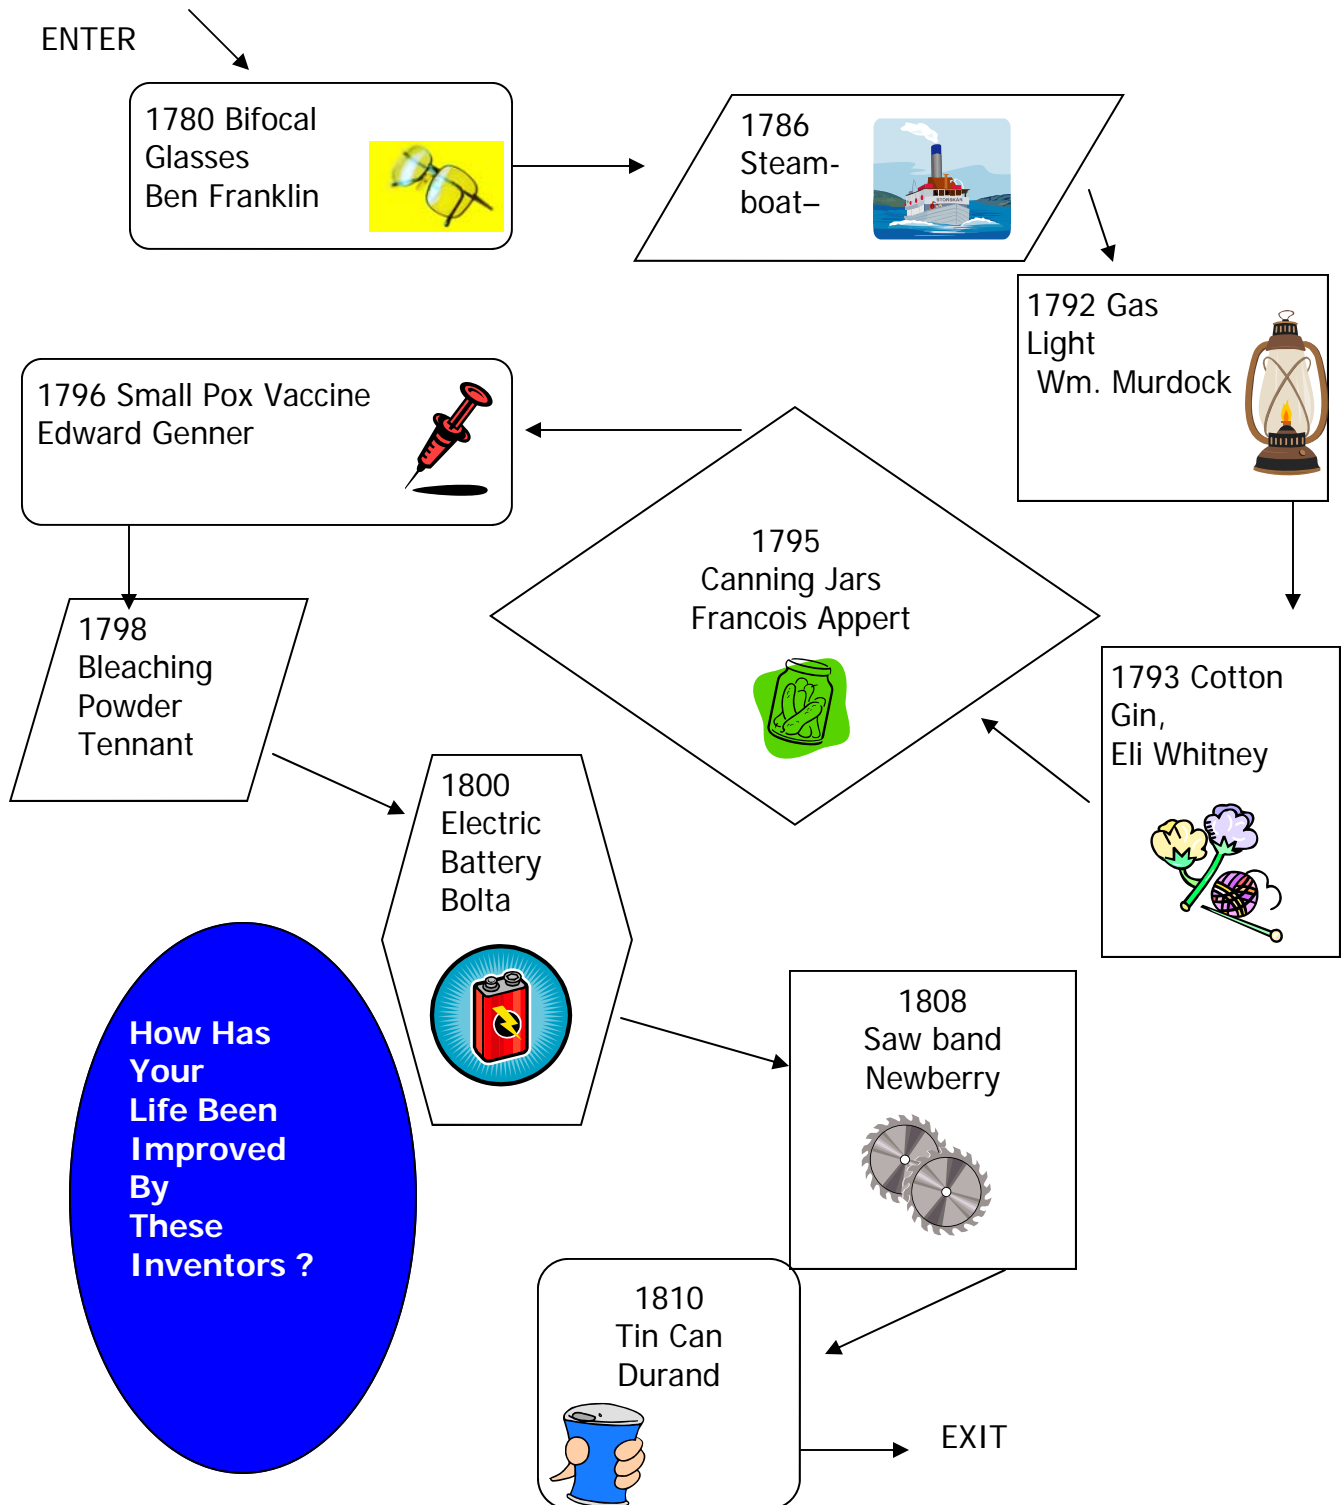 ENTER
1780 Bifocal
Glasses
Ben Franklin
1786
Steam-
boat–
STORSKÄR
1792 Gas
Light
Wm. Murdock
1793 Cotton
Gin,
Eli Whitney
1795
Canning Jars
Francois Appert
1796 Small Pox Vaccine
Edward Genner
1798
Bleaching
Powder
Tennant
1800
Electric
Battery
Bolta
1808
Saw band
Newberry
1810
Tin Can
Durand
EXIT
How Has
Your
Life Been
Improved
By
These
Inventors ?